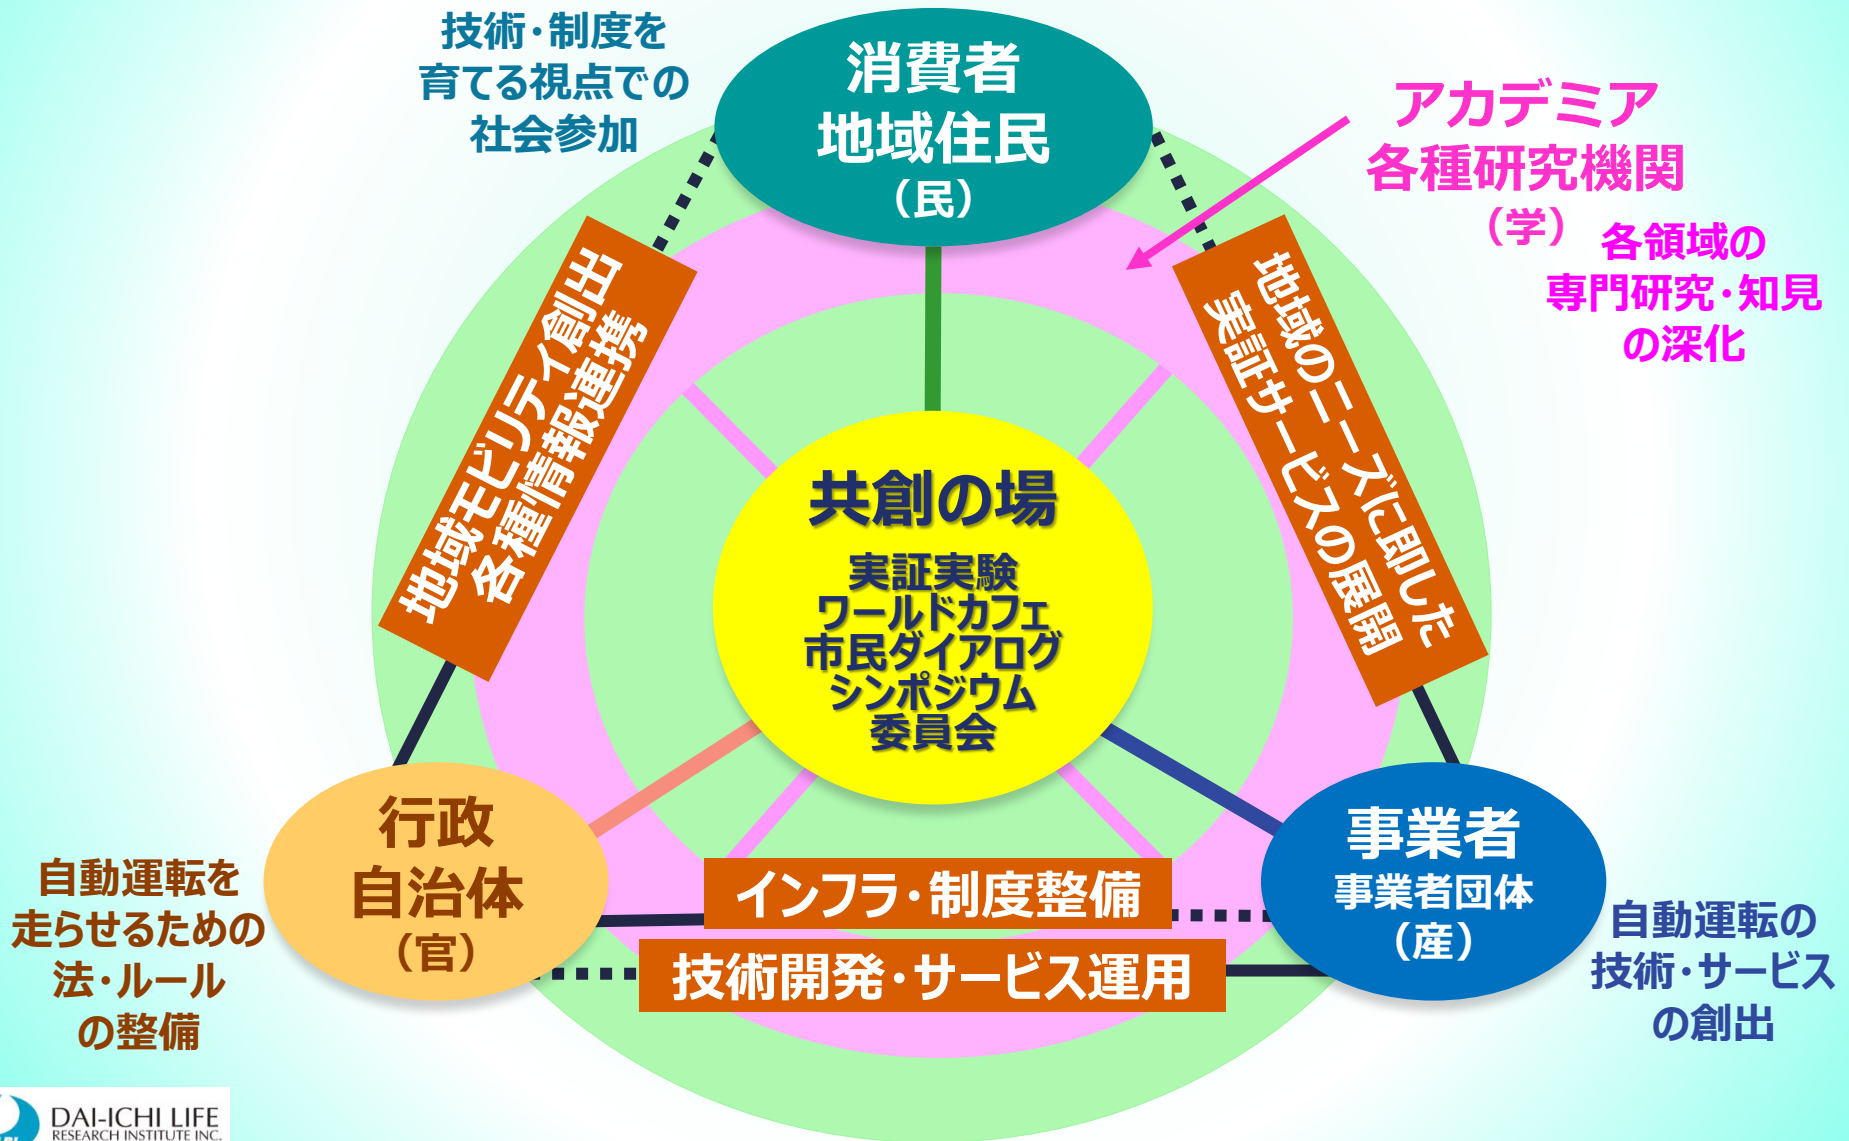 技術・制度を
育てる視点での
社会参加
消費者
地域住民
（民）
アカデミア
各種研究機関
（学）
各領域の
専門研究・知見
の深化
地域モビリティ創出
各種情報連携
地域のニーズに即した
実証サービスの展開
共創の場
実証実験
ワールドカフェ
市民ダイアログ
シンポジウム
委員会
行政
自治体
（官）
自動運転を
走らせるための
法・ルール
の整備
インフラ・制度整備
技術開発・サービス運用
事業者
事業者団体
（産）
自動運転の
技術・サービス
の創出
DAI-ICHI LIFE
RESEARCH INSTITUTE INC.